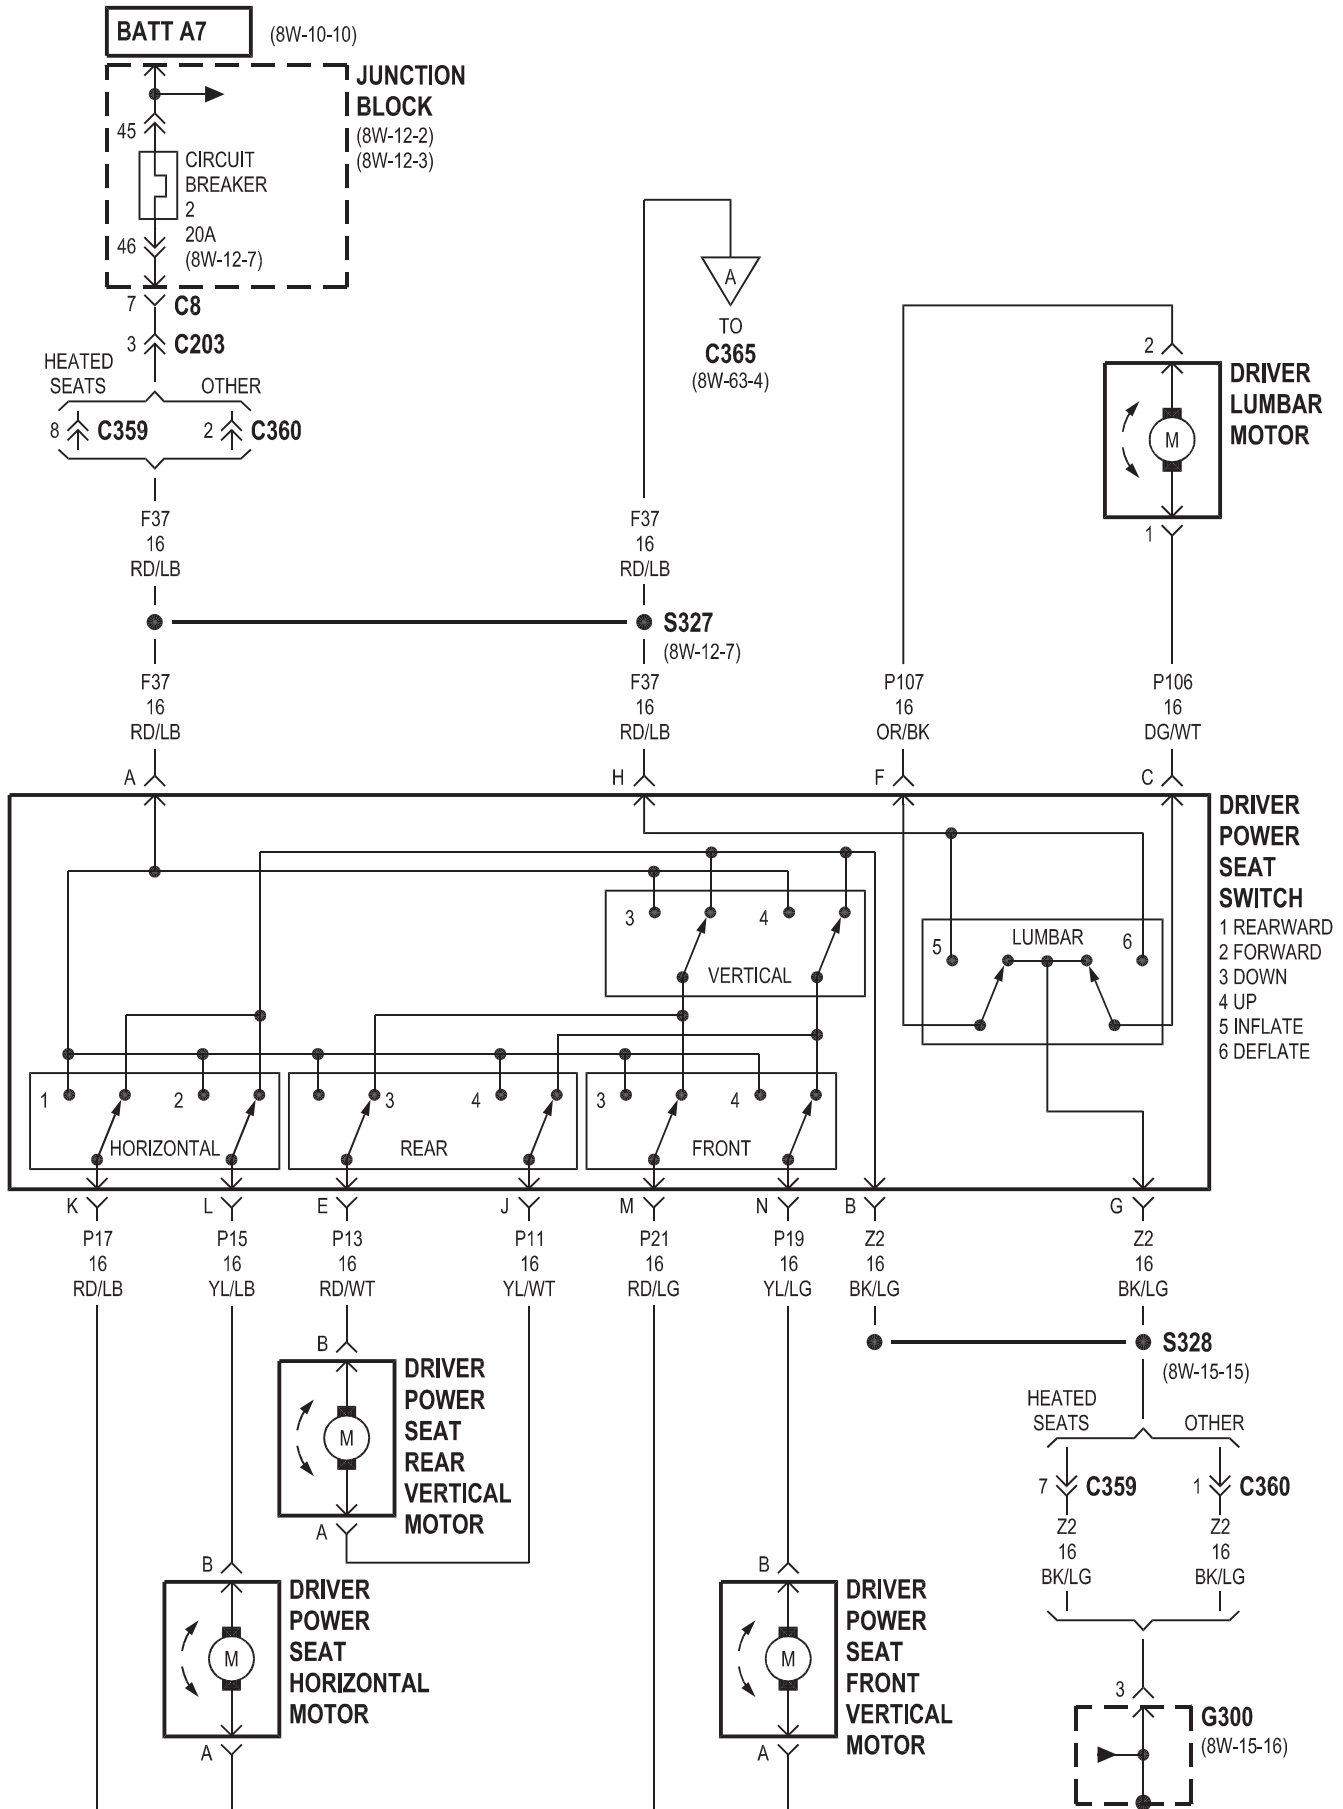 BATT A7
(8W-10-10)
JUNCTION
BLOCK
(8W-12-2)
(8W-12-3)
45
CIRCUIT
BREAKER
2
20A
(8W-12-7)
46
7
C8
3
C203
HEATED
SEATS
OTHER
8
C359
2
C360
F37
16
RD/LB
A
TO
C365
(8W-63-4)
F37
16
RD/LB
S327
(8W-12-7)
2
DRIVER
LUMBAR
MOTOR
M
1
F37
16
RD/LB
F37
16
RD/LB
P107
16
OR/BK
P106
16
DG/WT
A
H
F
C
DRIVER
POWER
SEAT
SWITCH
1 REARWARD
2 FORWARD
3 DOWN
4 UP
5 INFLATE
6 DEFLATE
3
4
VERTICAL
5
LUMBAR
6
1
2
HORIZONTAL
3
4
REAR
3
4
FRONT
K
L
E
J
M
N
B
G
P17
16
RD/LB
P15
16
YL/LB
P13
16
RD/WT
P11
16
YL/WT
P21
16
RD/LG
P19
16
YL/LG
Z2
16
BK/LG
Z2
16
BK/LG
S328
(8W-15-15)
B
DRIVER
POWER
SEAT
REAR
VERTICAL
MOTOR
M
A
HEATED
SEATS
OTHER
7
C359
1
C360
Z2
16
BK/LG
Z2
16
BK/LG
B
DRIVER
POWER
SEAT
HORIZONTAL
MOTOR
M
A
B
DRIVER
POWER
SEAT
FRONT
VERTICAL
MOTOR
M
A
3
G300
(8W-15-16)